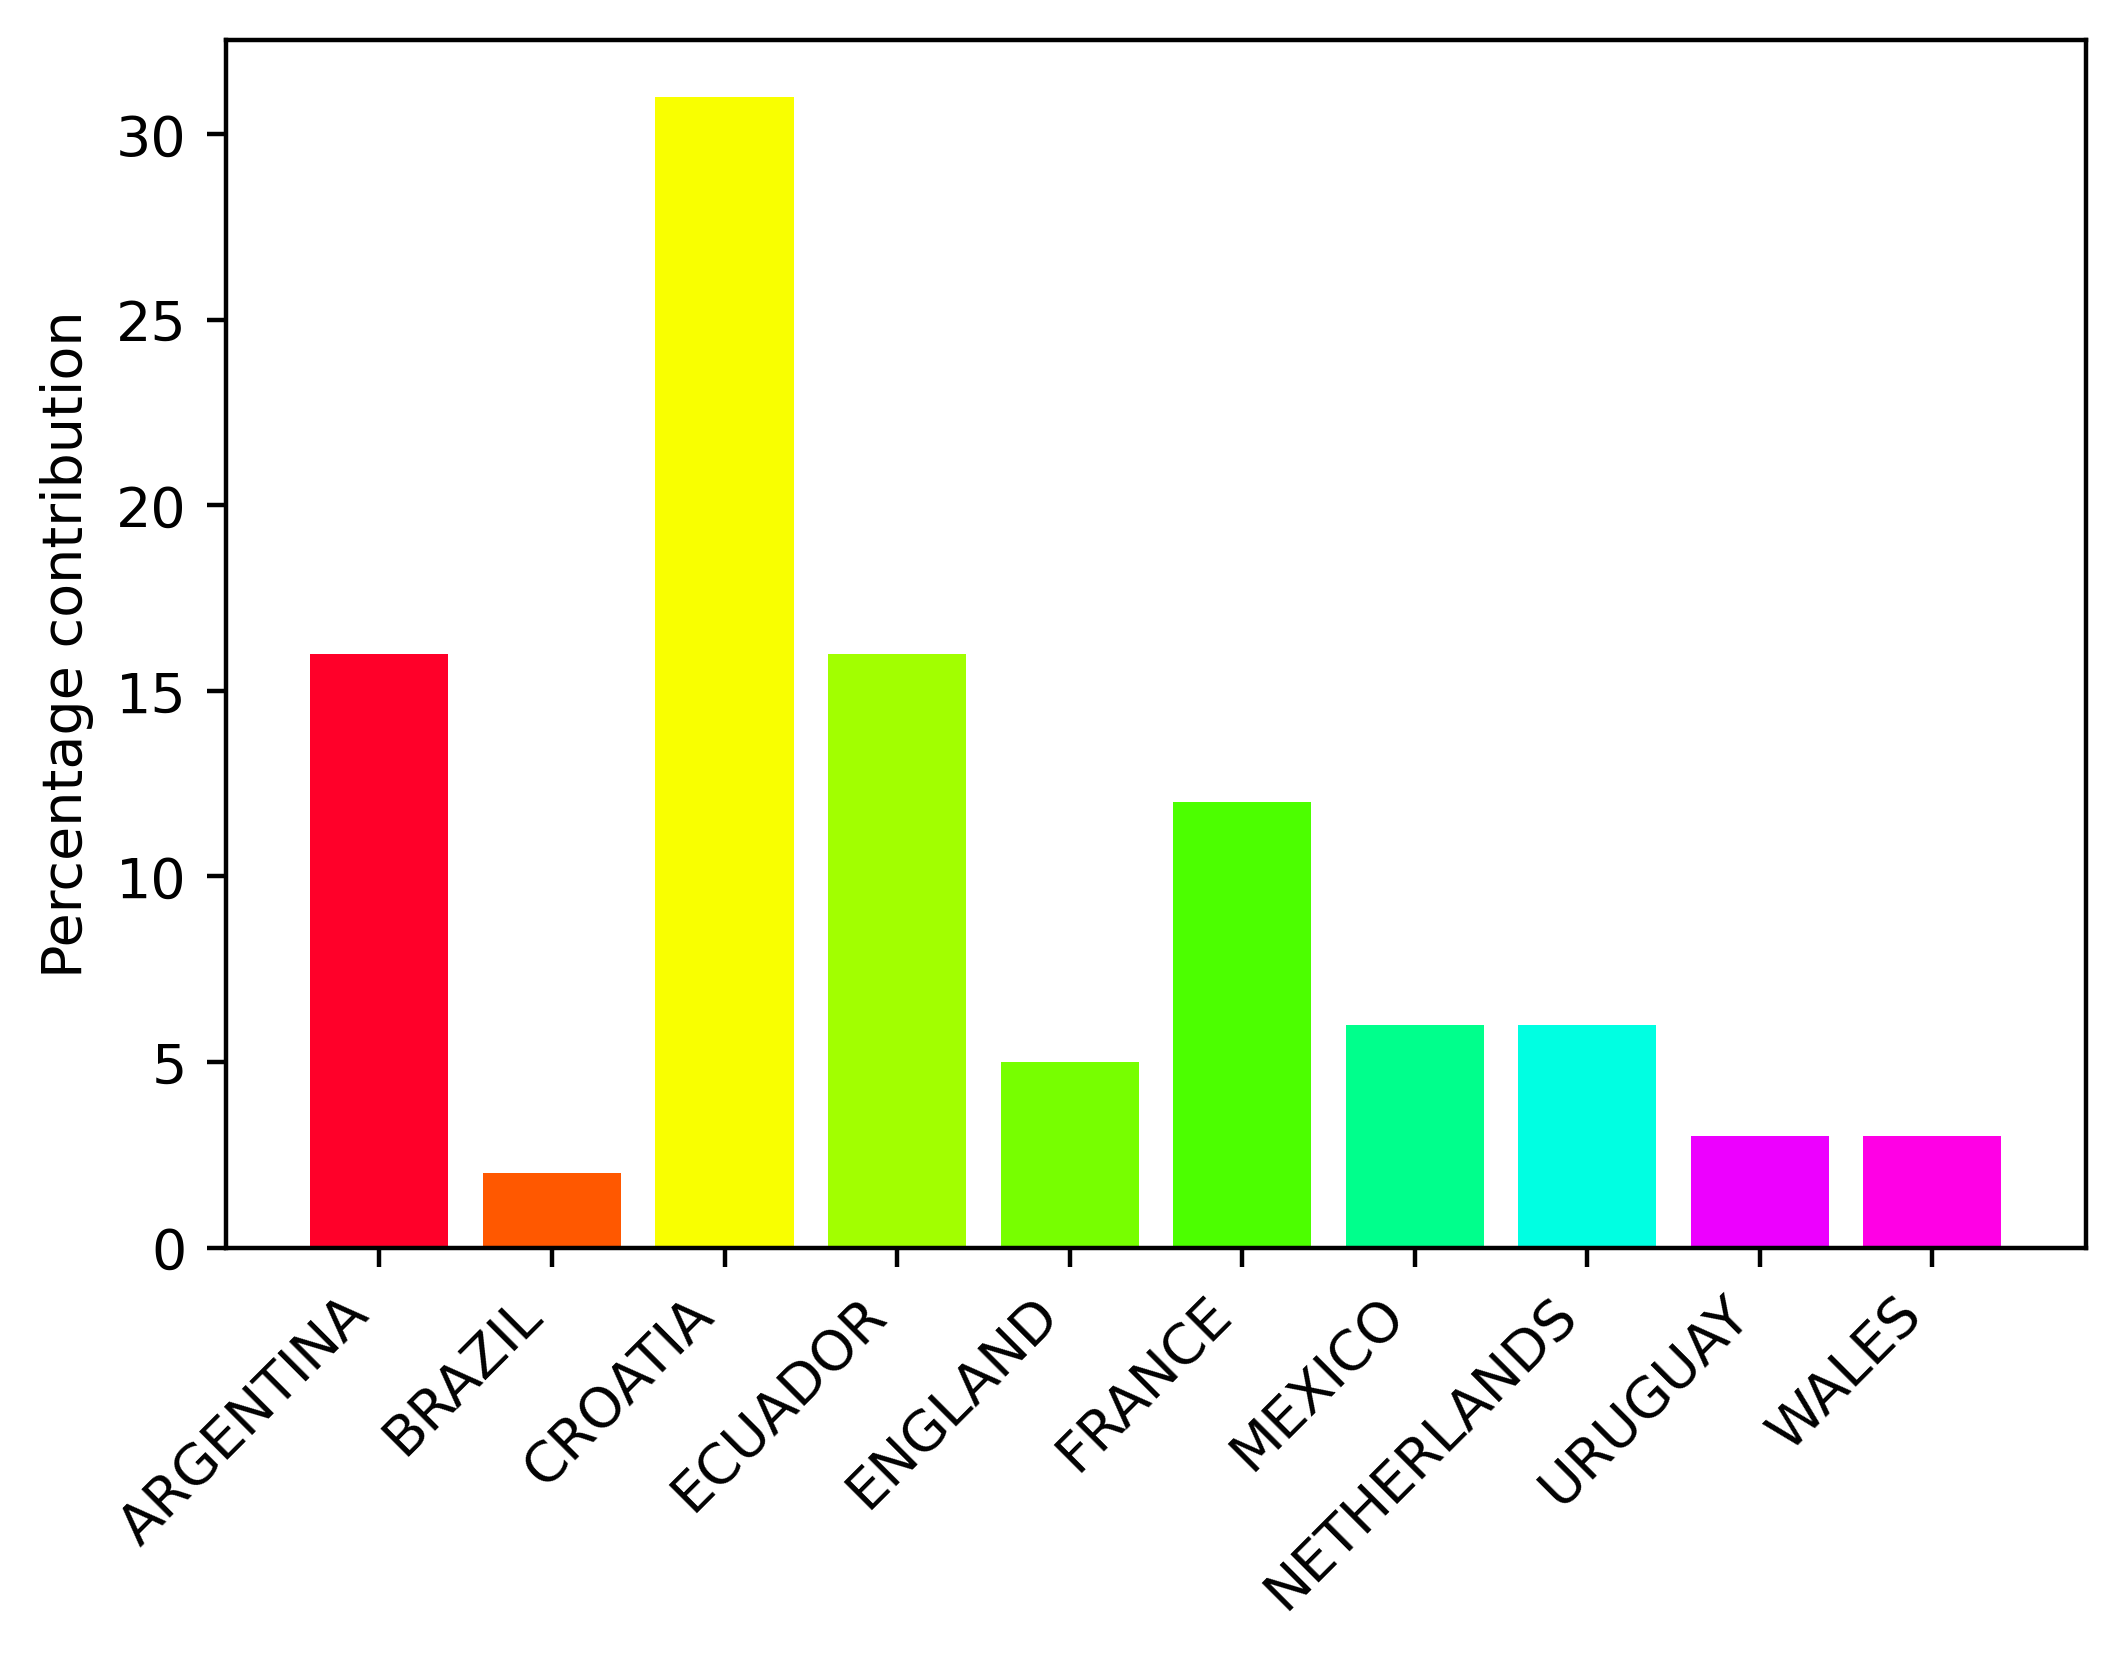 Percentage contribution
30
25
20
15
10
5
0
ARGENTINA
BRAZIL
CROATIA
ECUADOR
ENGLAND
FRANCE
MEXICO
NETHERLANDS
URUGUAY
WALES